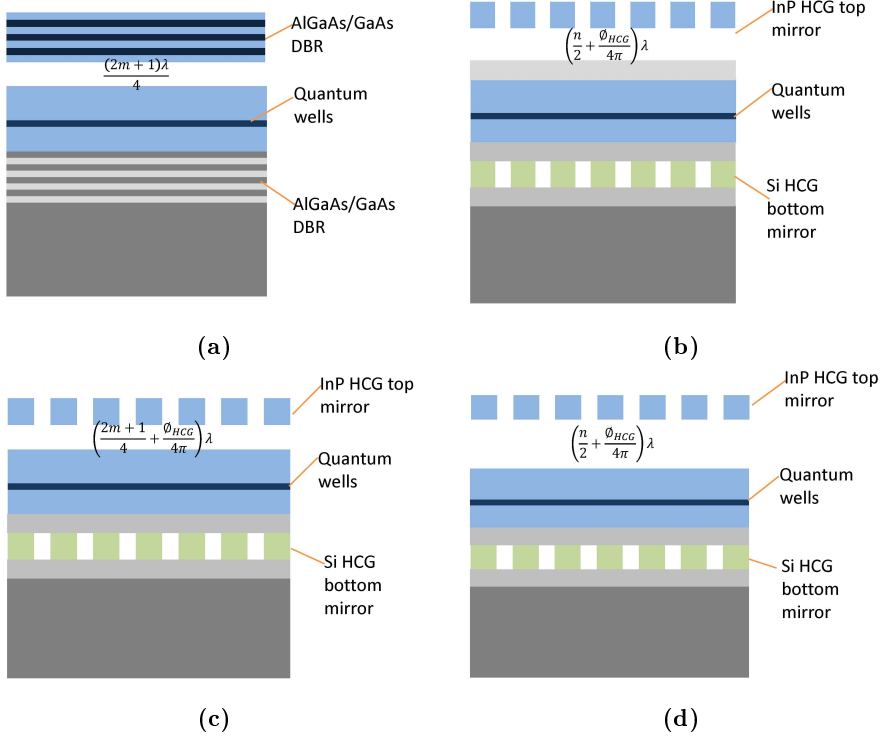 AlGaAs/GaAs
DBR
(2m + 1)λ
4
Quantum
wells
AlGaAs/GaAs
DBR
(a)
InP HCG top
mirror
(n/2 + ∅HCG/4π) λ
Quantum
wells
Si HCG
bottom
mirror
(b)
InP HCG top
mirror
((2m + 1)/4 + ∅HCG/4π) λ
Quantum
wells
Si HCG
bottom
mirror
(c)
InP HCG top
mirror
(n/2 + ∅HCG/4π) λ
Quantum
wells
Si HCG
bottom
mirror
(d)